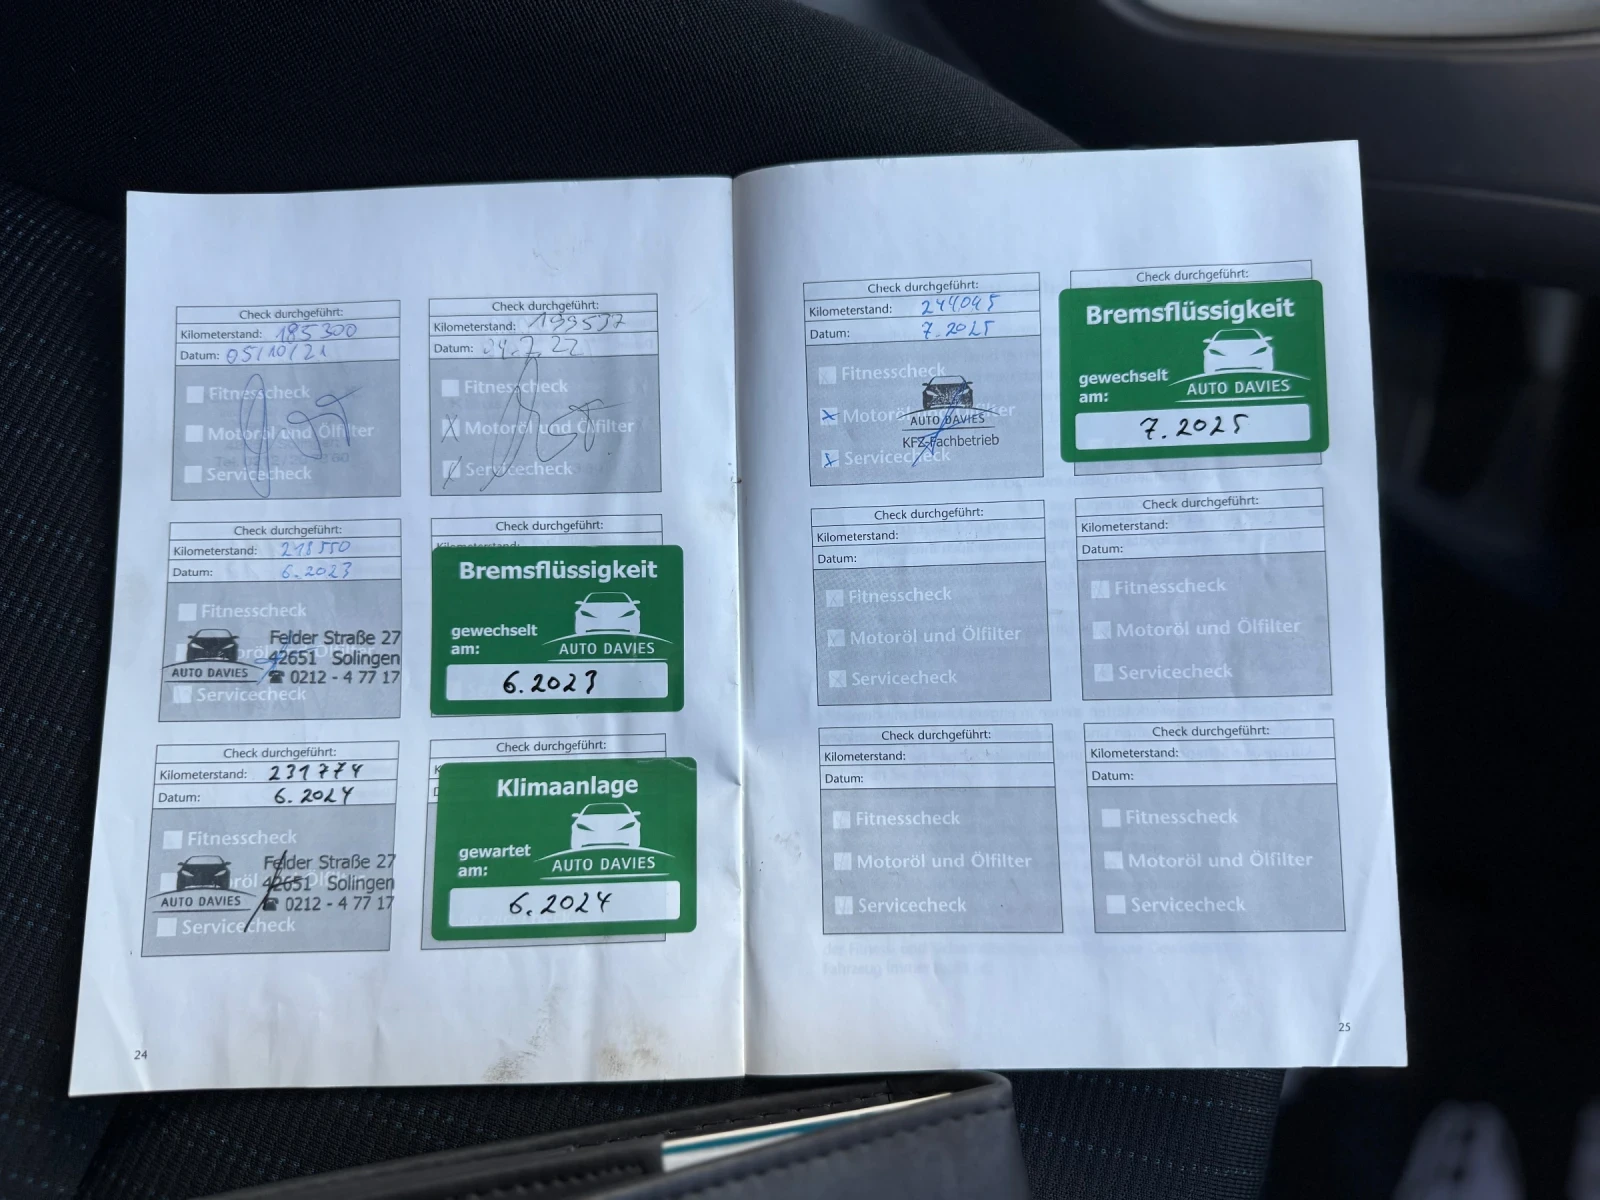 Check durchgeführt:
Kilometerstand: 185300
Datum: 05/10/21
Fitnesscheck
Motoröl und Ölfilter
Servicecheck
Check durchgeführt:
Kilometerstand: 199537
Datum: 04.7.22
Fitnesscheck
Motoröl und Ölfilter
Servicecheck
Check durchgeführt:
Kilometerstand: 218550
Datum: 6.2023
Fitnesscheck
Felder Straße 27
42651 Solingen
AUTO DAVIES ☎ 0212 - 4 77 17
Servicecheck
Check durchgeführt:
Bremsflüssigkeit
gewechselt
am:
AUTO DAVIES
6.2023
Check durchgeführt:
Kilometerstand: 231774
Datum: 6.2024
Fitnesscheck
Felder Straße 27
42651 Solingen
AUTO DAVIES ☎ 0212 - 4 77 17
Servicecheck
Check durchgeführt:
Klimaanlage
gewartet
am:
AUTO DAVIES
6.2024
24
Check durchgeführt:
Kilometerstand: 244045
Datum: 7.2025
Fitnesscheck
Motoröl und Ölfilter
AUTO DAVIES
KFZ-Fachbetrieb
Servicecheck
Check durchgeführt:
Bremsflüssigkeit
gewechselt
am:
AUTO DAVIES
7.2025
Check durchgeführt:
Kilometerstand:
Datum:
Fitnesscheck
Motoröl und Ölfilter
Servicecheck
Check durchgeführt:
Kilometerstand:
Datum:
Fitnesscheck
Motoröl und Ölfilter
Servicecheck
Check durchgeführt:
Kilometerstand:
Datum:
Fitnesscheck
Motoröl und Ölfilter
Servicecheck
Check durchgeführt:
Kilometerstand:
Datum:
Fitnesscheck
Motoröl und Ölfilter
Servicecheck
25